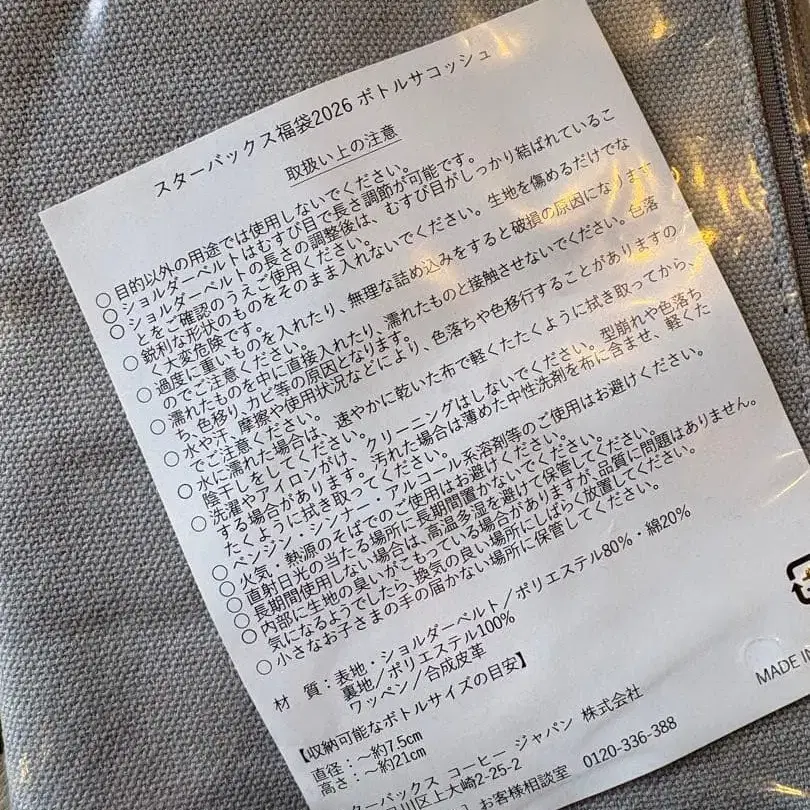 スターバックス福袋2026 ボトルサコッシュ
取扱い上の注意
○ 目的以外の用途では使用しないでください。
○ ショルダーベルトはむすび目で長さ調節が可能です。
○ ショルダーベルトの長さの調整後は、むすび目がしっかり結ばれているこ
とをご確認のうえご使用ください。
○ 鋭利な形状のものをそのまま入れないでください。生地を傷めるだけでな
く大変危険です。
○ 過度に重いものを入れたり、無理な詰め込みをすると破損の原因になります
のでご注意ください。
○ 濡れたものを中に直接入れたり、濡れたものと接触させないでください。色落
ち、色移り、カビ等の原因となります。
○ 水や汗、摩擦や使用状況などにより、色落ちや色移行することがありますの
でご注意ください。
○ 水に濡れた場合は、速やかに乾いた布で軽くたたくように拭き取ってから、
陰干しをしてください。
○ 洗濯やアイロンがけ、クリーニングはしないでください。型崩れや色落ち
する場合があります。汚れた場合は薄めた中性洗剤を布に含ませ、軽くた
たくように拭き取ってください。
○ ベンジン・シンナー・アルコール系溶剤等のご使用はお避けください。
○ 火気・熱源のそばでのご使用はお避けください。
○ 直射日光の当たる場所に長期間置かないでください。
○ 長期間使用しない場合は、高温多湿を避けて保管してください。
○ 内部に生地の臭いがこもっている場合がありますが、品質に問題はありません。
気になるようでしたら、換気の良い場所にしばらく放置してください。
○ 小さなお子さまの手の届かない場所に保管してください。
材 質：表地・ショルダーベルト／ポリエステル80%・綿20%
裏地／ポリエステル100%
ワッペン／合成皮革
【収納可能なボトルサイズの目安】
直径：～約7.5cm
高さ：～約21cm
ターバックス コーヒー ジャパン 株式会社
川区上大崎2-25-2
お客様相談室 0120-336-388
MADE IN